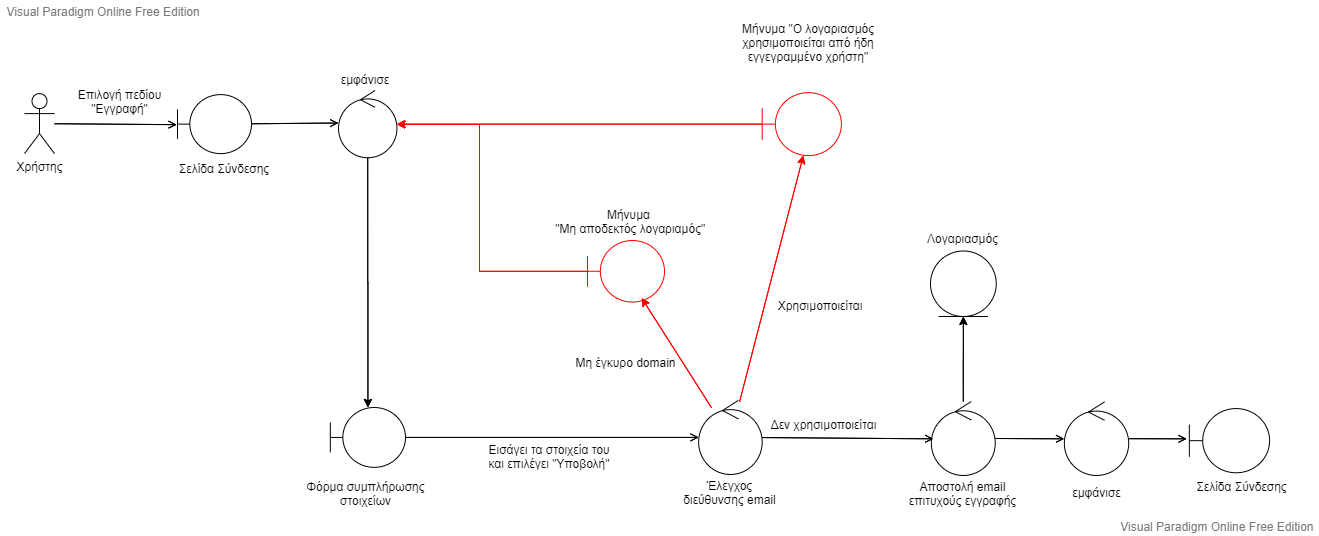 Visual Paradigm Online Free Edition
Μήνυμα "Ο λογαριασμός
χρησιμοποιείται από ήδη
εγγεγραμμένο χρήστη"
εμφάνισε
Επιλογή πεδίου
"Εγγραφή"
Χρήστης
Σελίδα Σύνδεσης
Μήνυμα
"Μη αποδεκτός λογαριαμός"
Λογαριασμός
Χρησιμοποιείται
Μη έγκυρο domain
Δεν χρησιμοποιείται
Εισάγει τα στοιχεία του
και επιλέγει "Υποβολή"
Φόρμα συμπλήρωσης
στοιχείων
Έλεγχος
διεύθυνσης email
Αποστολή email
επιτυχούς εγγραφής
εμφάνισε
Σελίδα Σύνδεσης
Visual Paradigm Online Free Edition